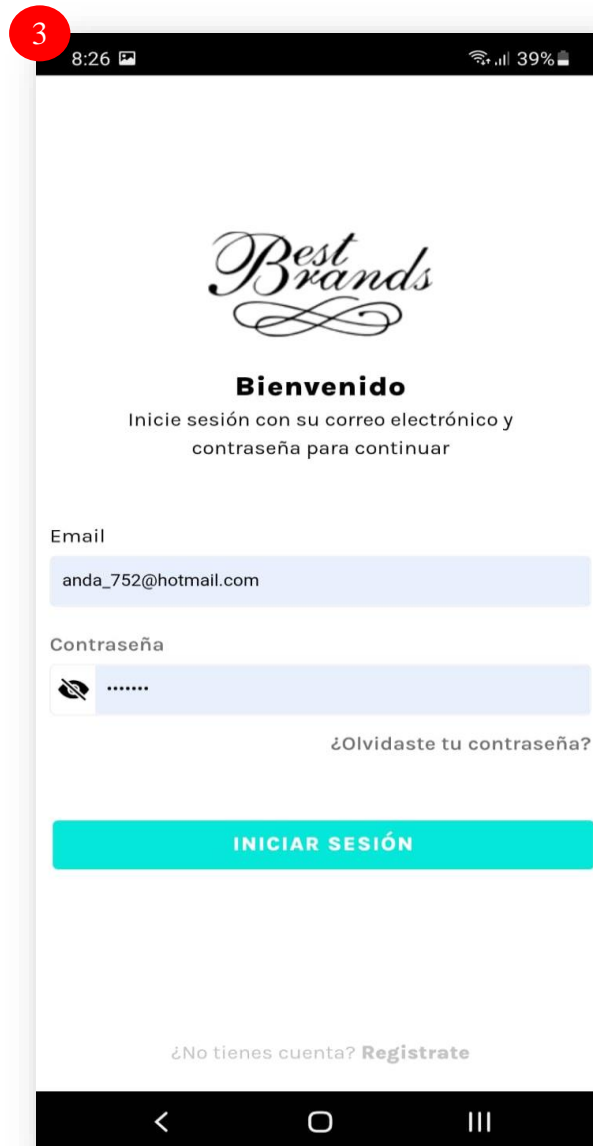 3
8:26 39%
Best
Brands
Bienvenido
Inicie sesión con su correo electrónico y
contraseña para continuar
Email
anda_752@hotmail.com
Contraseña
•••••••
¿Olvidaste tu contraseña?
INICIAR SESIÓN
¿No tienes cuenta? Registrate